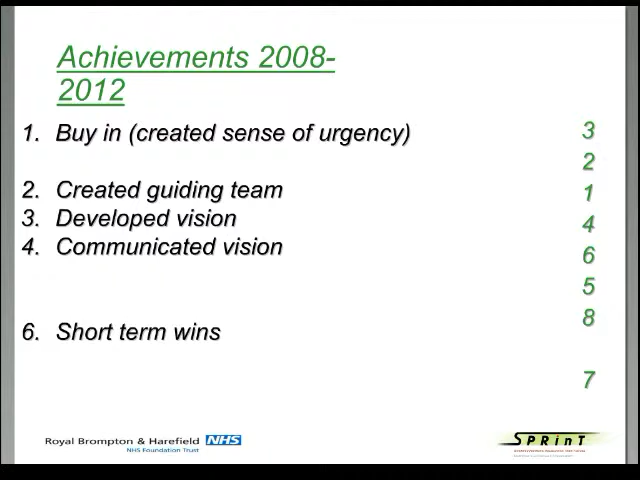 Achievements 2008-
2012
1. Buy in (created sense of urgency)
2. Created guiding team
3. Developed vision
4. Communicated vision
6. Short term wins
3
2
1
4
6
5
8
7
Royal Brompton & Harefield NHS
NHS Foundation Trust
SPRinT